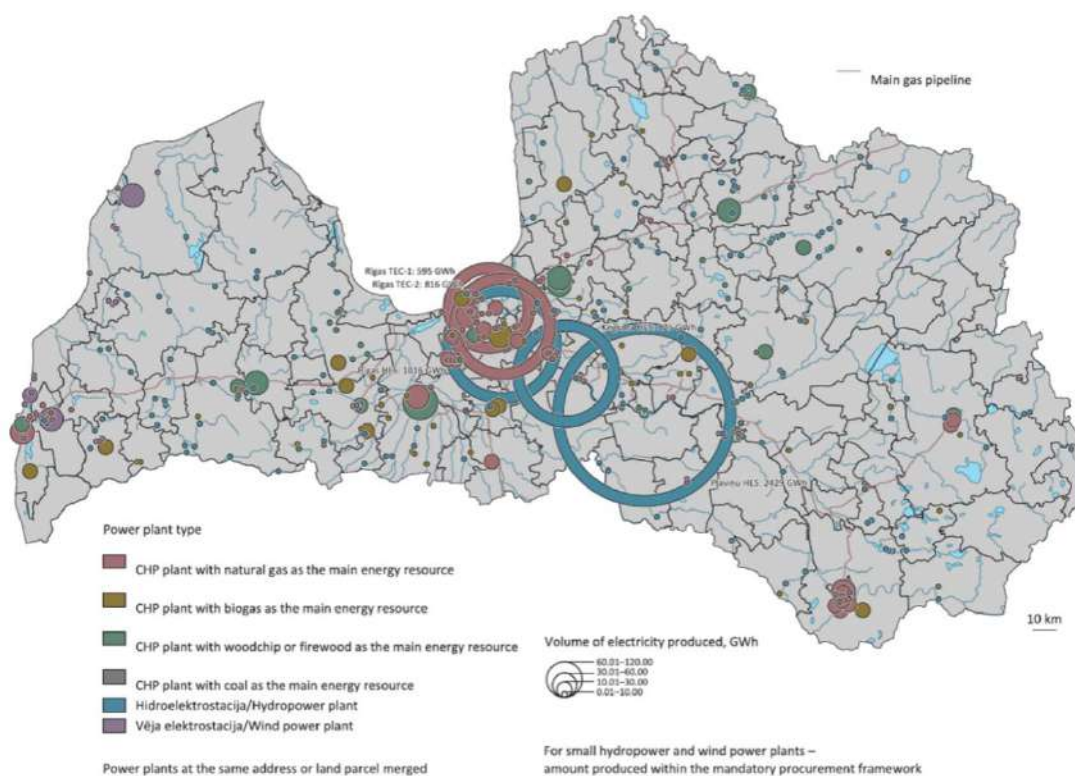 Main gas pipeline
Rīgas TEC-1: 595 GWh
Rīgas TEC-2: 816
Rīgas HES: 1016 GWh
GWh
Pļaviņu HES: 2425 GWh
Power plant type
CHP plant with natural gas as the main energy resource
CHP plant with biogas as the main energy resource
CHP plant with woodchip or firewood as the main energy resource
CHP plant with coal as the main energy resource
Hidroelektrostacija/Hydropower plant
Vēja elektrostacija/Wind power plant
Power plants at the same address or land parcel merged
Volume of electricity produced, GWh
60.01–120.00
30.01–60.00
10.01–30.00
0.01–10.00
10 km
For small hydropower and wind power plants –
amount produced within the mandatory procurement framework